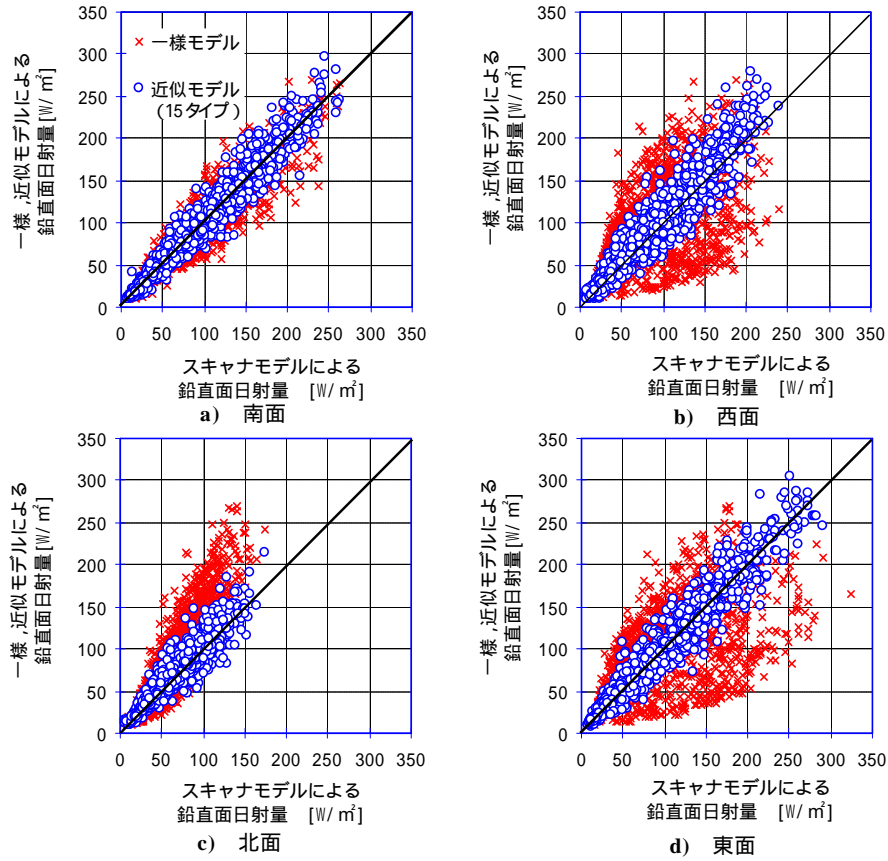 350
300
250
200
150
100
50
0
一様,近似モデルによる
鉛直面日射量[W/㎡]
× 一様モデル
○ 近似モデル
(15タイプ)
0 50 100 150 200 250 300 350
スキャナモデルによる
鉛直面日射量 [W/㎡]
a) 南面
350
300
250
200
150
100
50
0
一様,近似モデルによる
鉛直面日射量[W/㎡]
0 50 100 150 200 250 300 350
スキャナモデルによる
鉛直面日射量 [W/㎡]
b) 西面
350
300
250
200
150
100
50
0
一様,近似モデルによる
鉛直面日射量[W/㎡]
0 50 100 150 200 250 300 350
スキャナモデルによる
鉛直面日射量 [W/㎡]
c) 北面
350
300
250
200
150
100
50
0
一様,近似モデルによる
鉛直面日射量[W/㎡]
0 50 100 150 200 250 300 350
スキャナモデルによる
鉛直面日射量 [W/㎡]
d) 東面